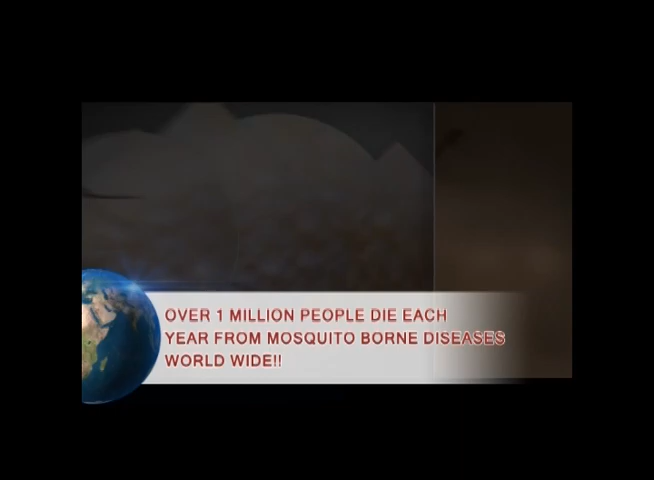 OVER 1 MILLION PEOPLE DIE EACH
YEAR FROM MOSQUITO BORNE DISEASES
WORLD WIDE!!